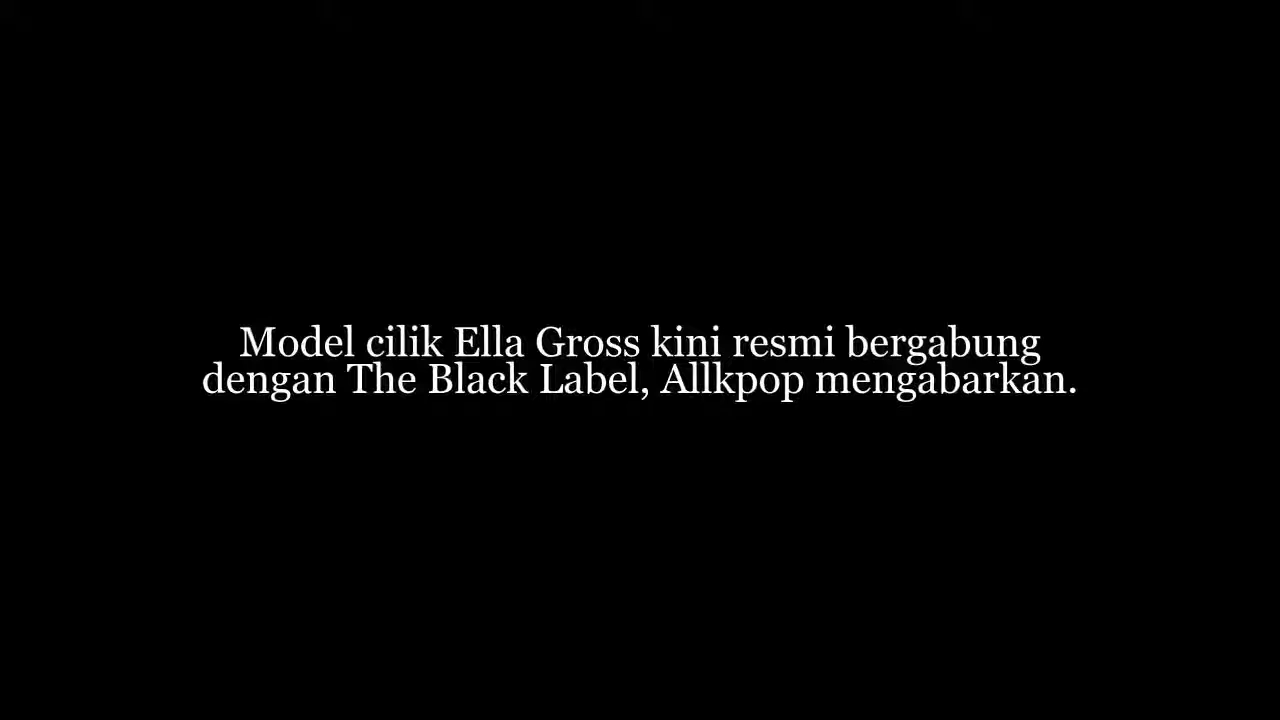 Model cilik Ella Gross kini resmi bergabung
dengan The Black Label, Allkpop mengabarkan.